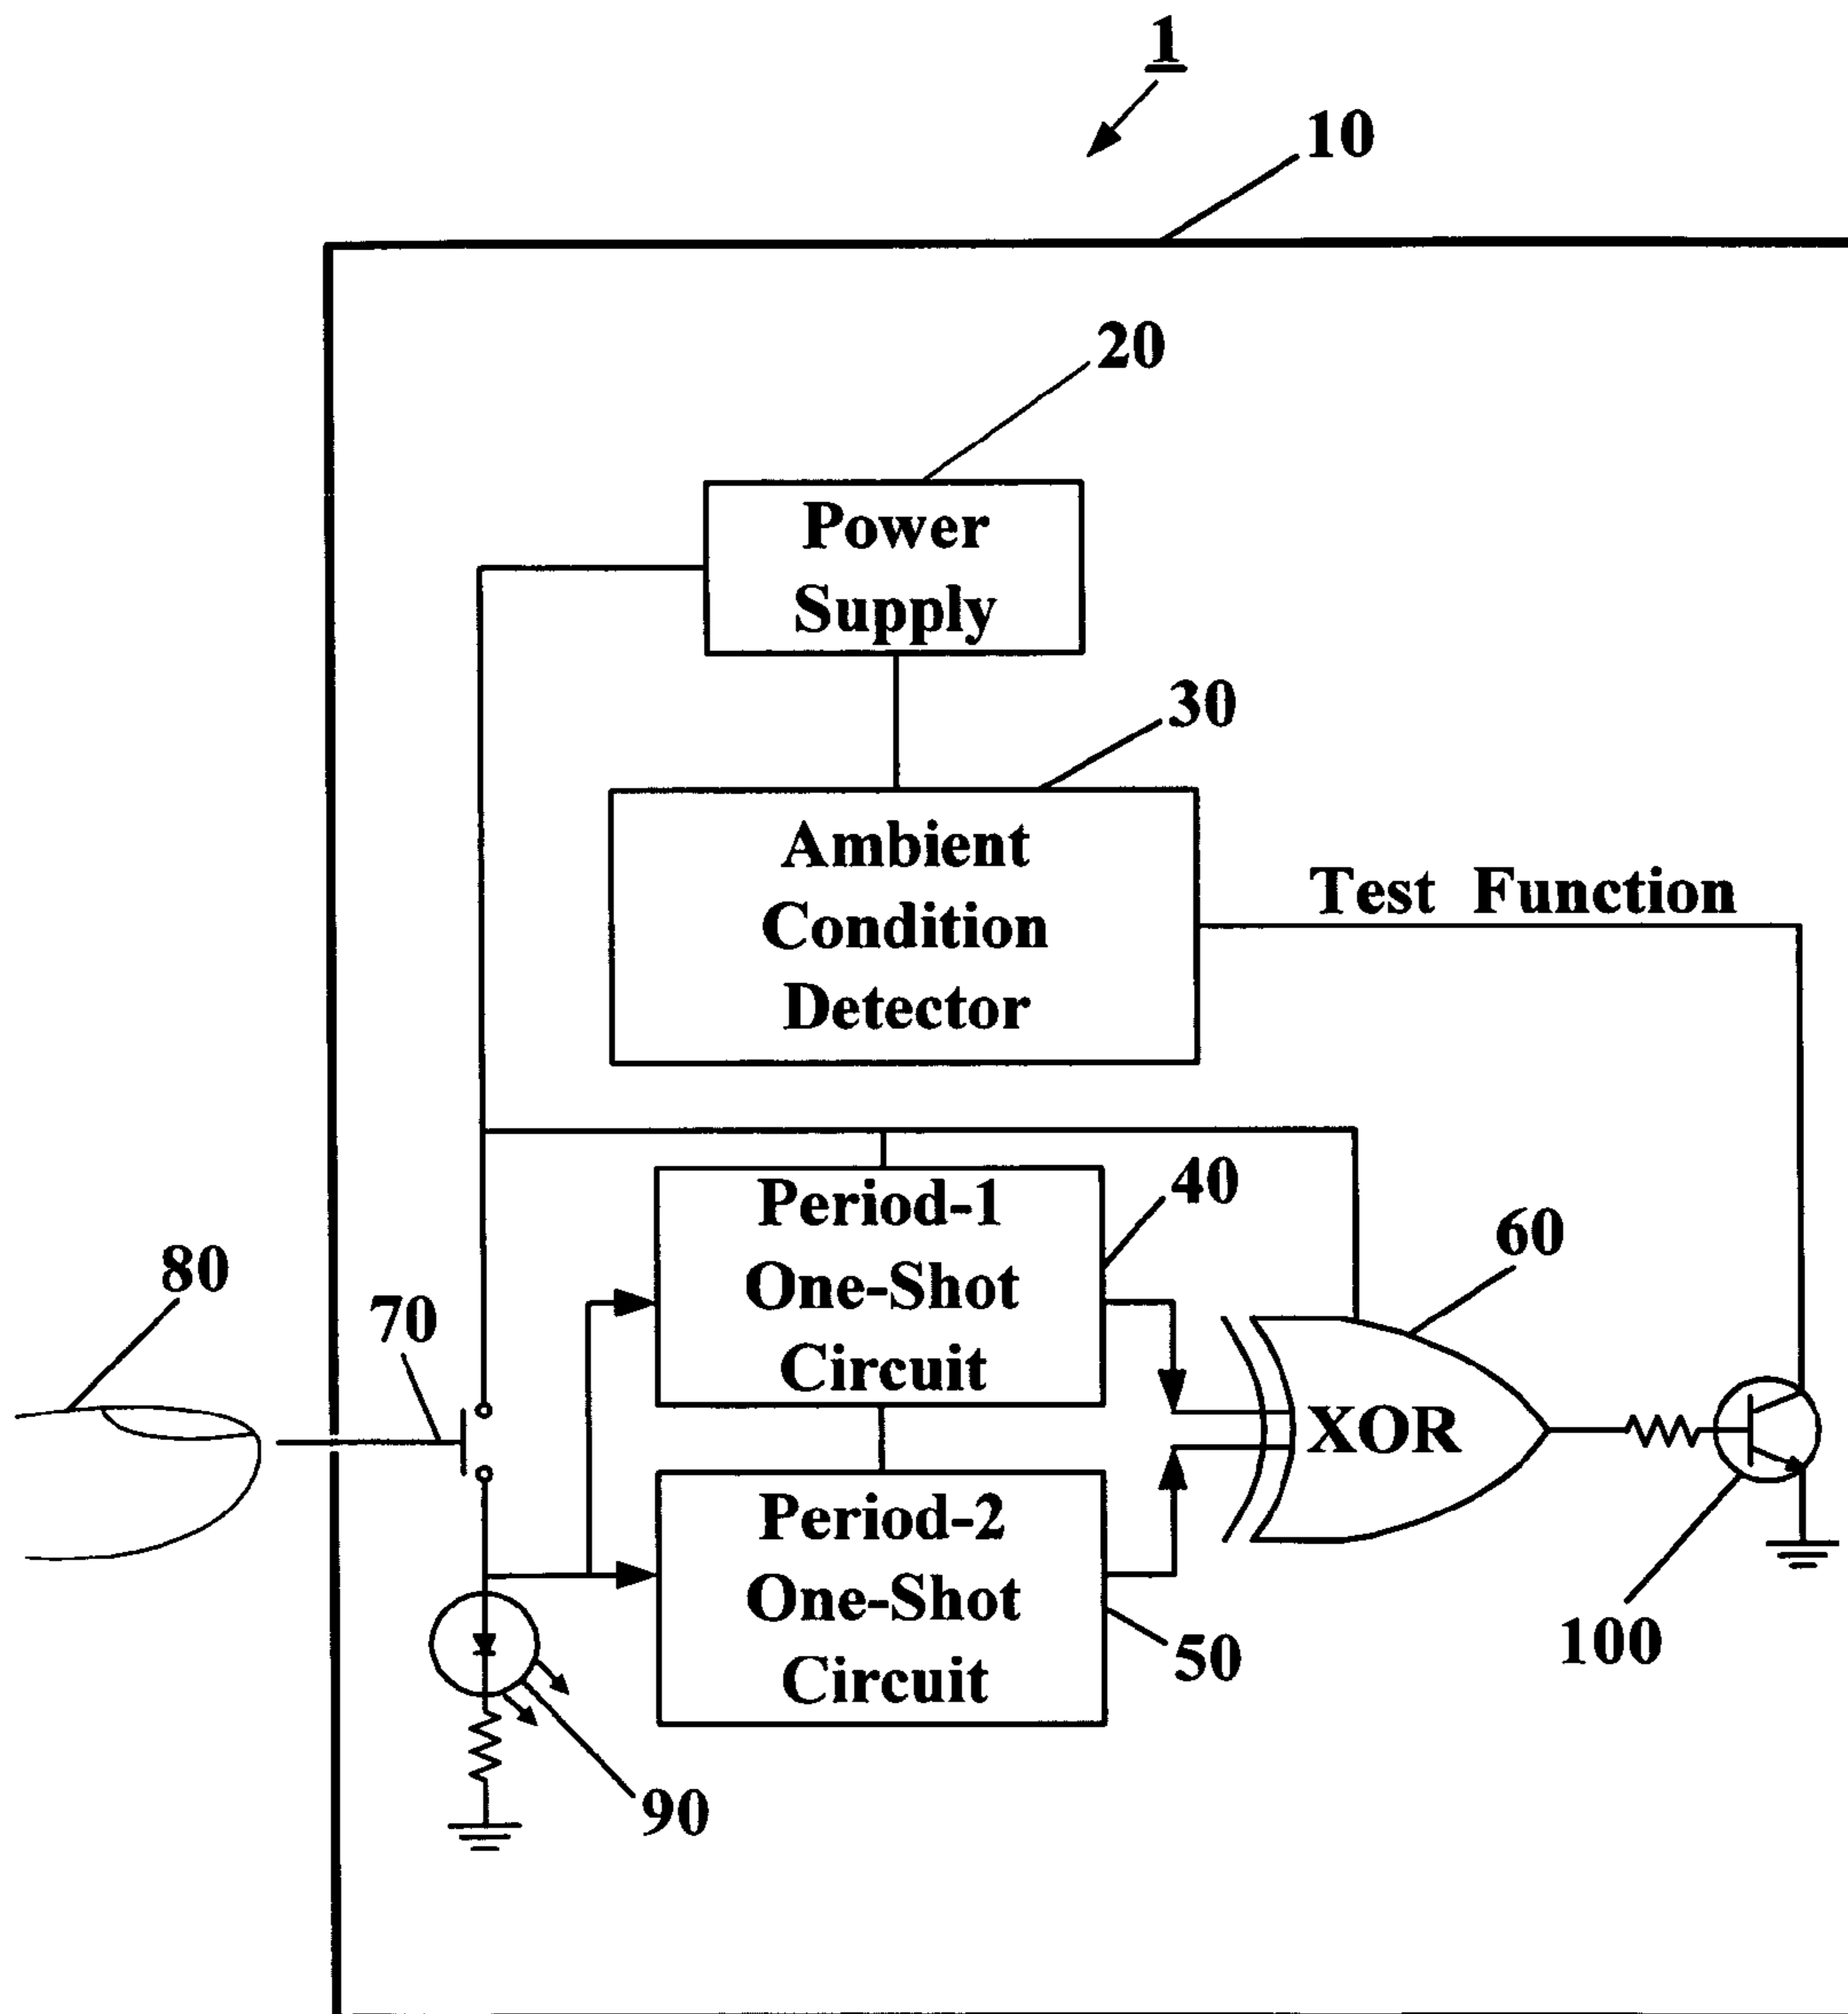 1
10
20
Power
Supply
30
Ambient
Condition
Detector
Test Function
Period-1
One-Shot
Circuit
40
60
80
70
XOR
Period-2
One-Shot
Circuit
50
100
90